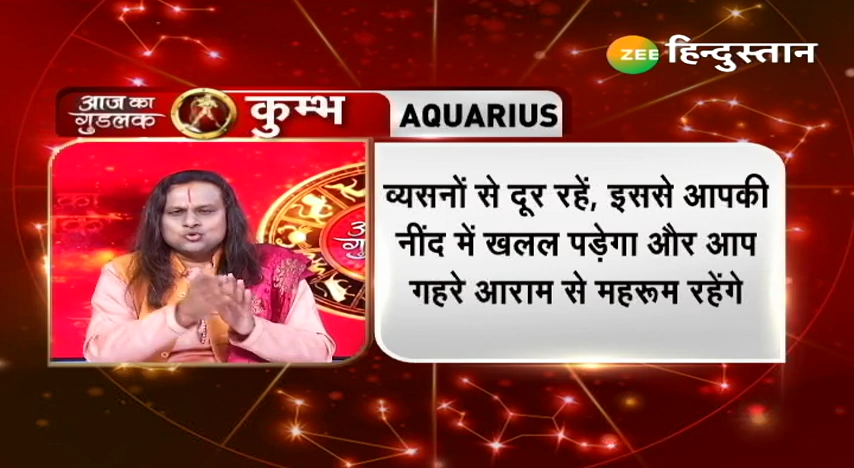 ZEE हिन्दुस्तान
आज का
गुडलक
कुम्भ
AQUARIUS
व्यसनों से दूर रहें, इससे आपकी
नींद में खलल पड़ेगा और आप
गहरे आराम से महरूम रहेंगे